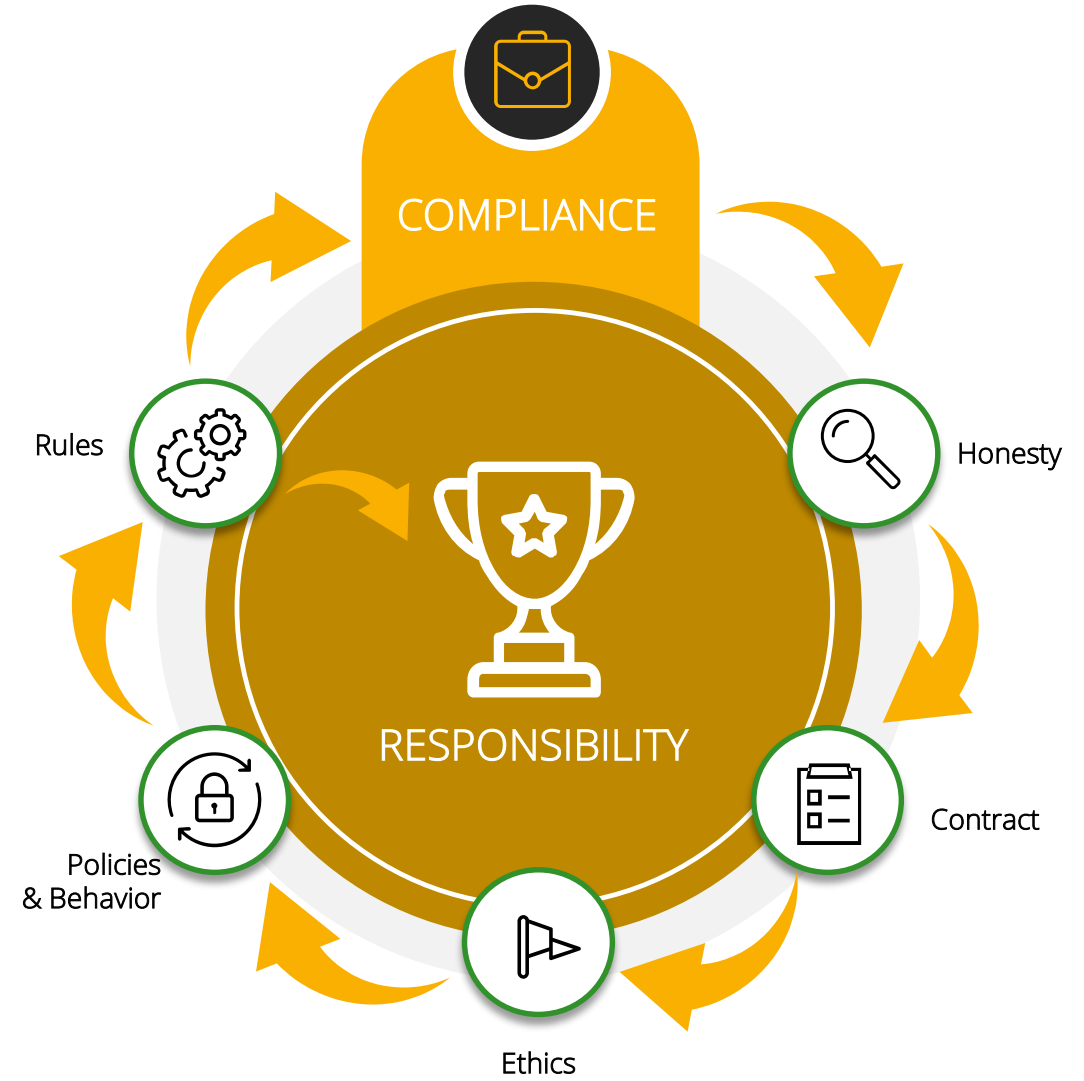 COMPLIANCE
Rules
Honesty
RESPONSIBILITY
Contract
Policies
& Behavior
Ethics